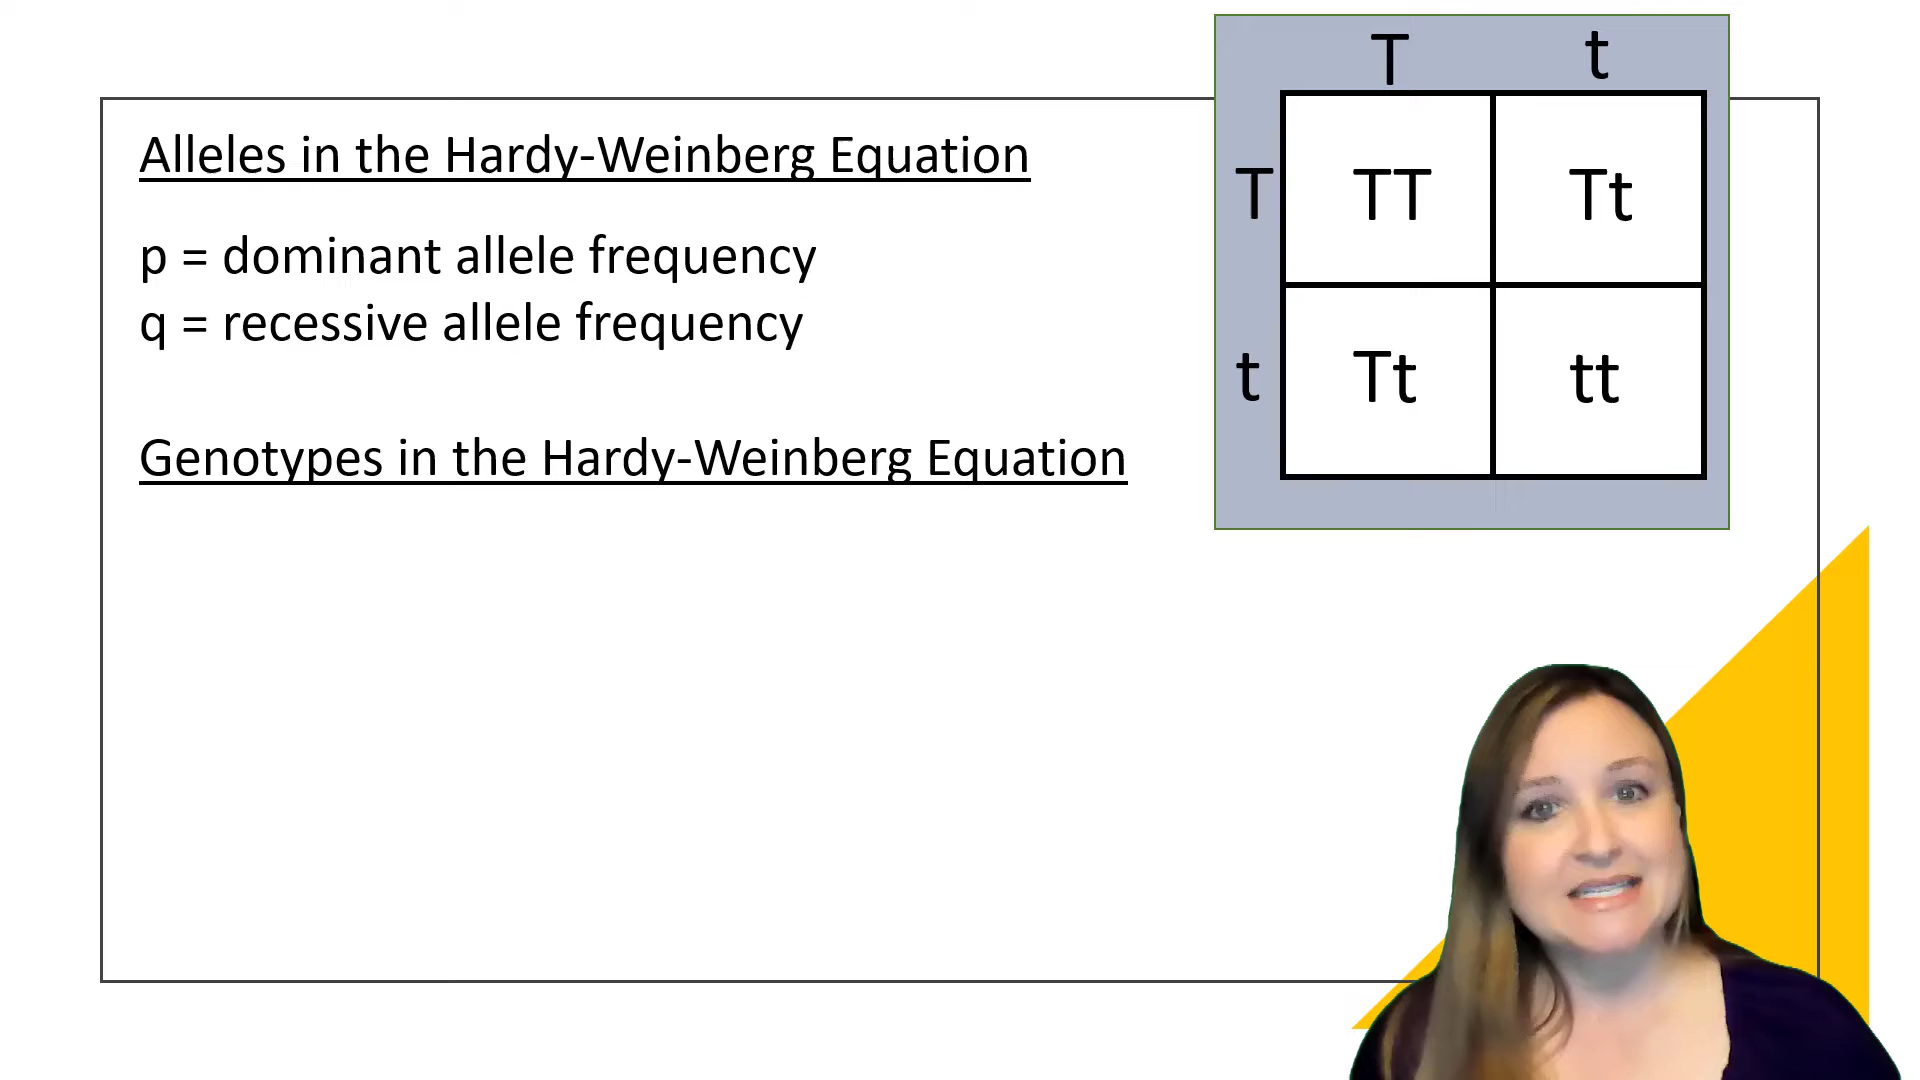 Alleles in the Hardy-Weinberg Equation
p = dominant allele frequency
q = recessive allele frequency
Genotypes in the Hardy-Weinberg Equation
T t
T TT Tt
t Tt tt